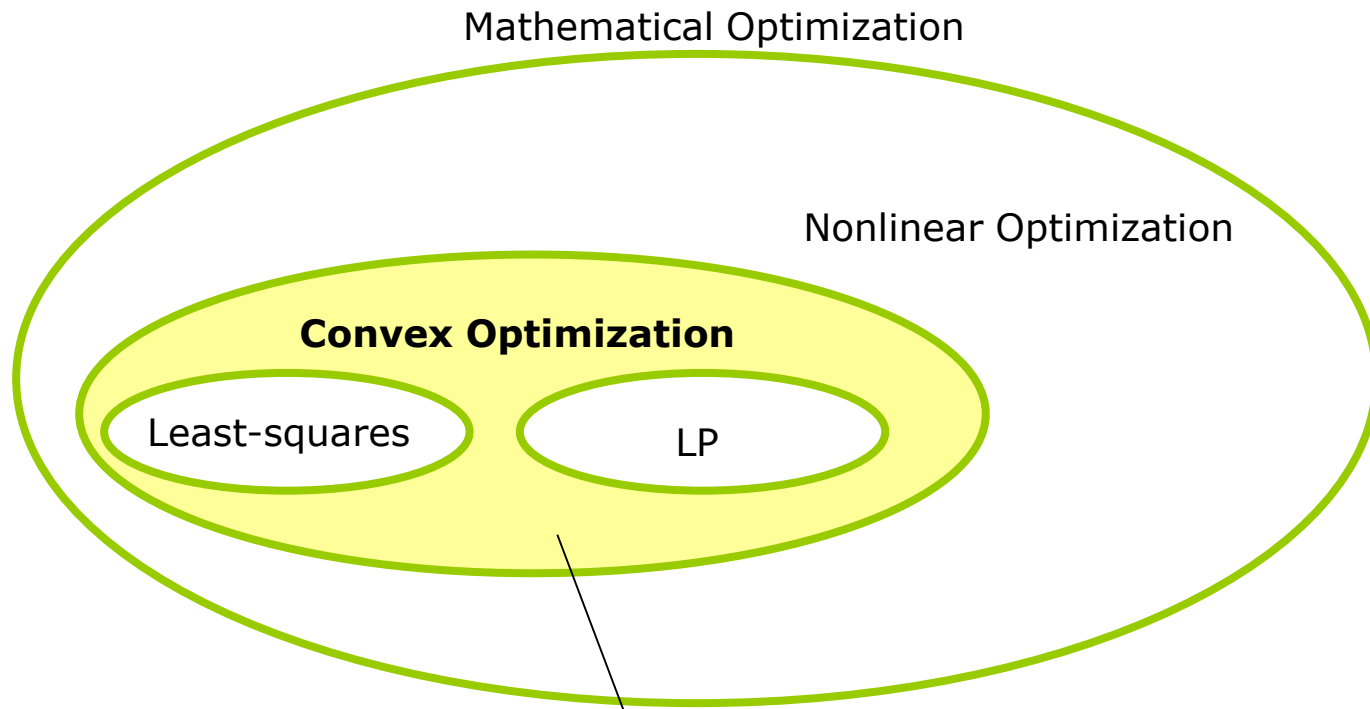 Mathematical Optimization
Nonlinear Optimization
Convex Optimization
Least-squares
LP